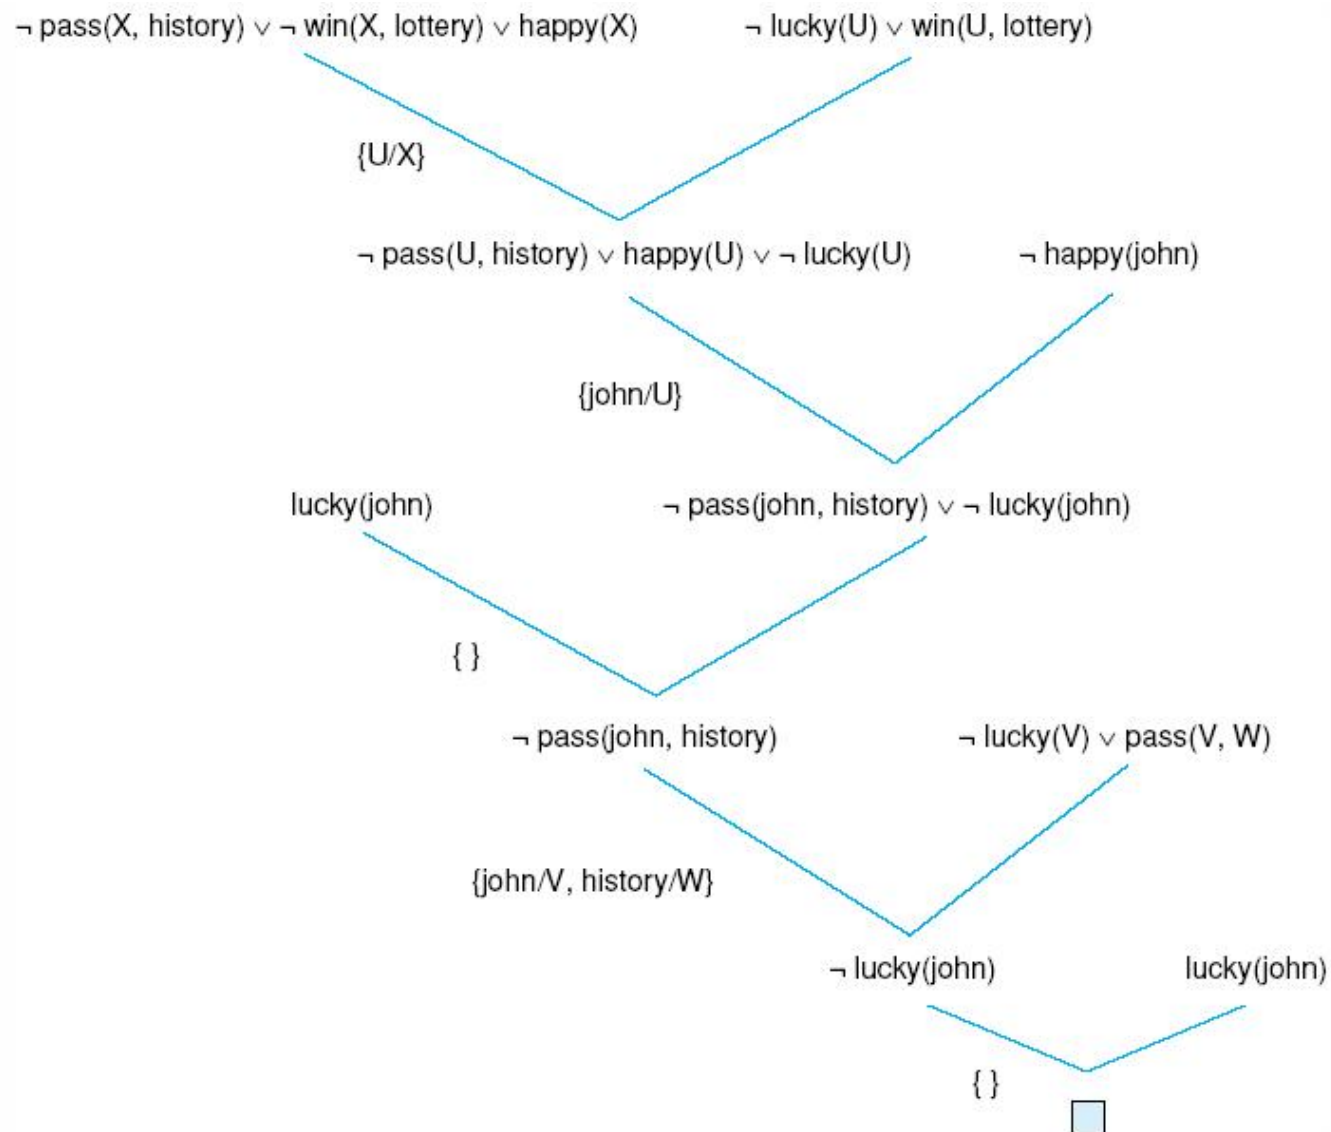 ¬ pass(X, history) ∨ ¬ win(X, lottery) ∨ happy(X)
¬ lucky(U) ∨ win(U, lottery)
{U/X}
¬ pass(U, history) ∨ happy(U) ∨ ¬ lucky(U)
¬ happy(john)
{john/U}
lucky(john)
¬ pass(john, history) ∨ ¬ lucky(john)
{ }
¬ pass(john, history)
¬ lucky(V) ∨ pass(V, W)
{john/V, history/W}
¬ lucky(john)
lucky(john)
{ }